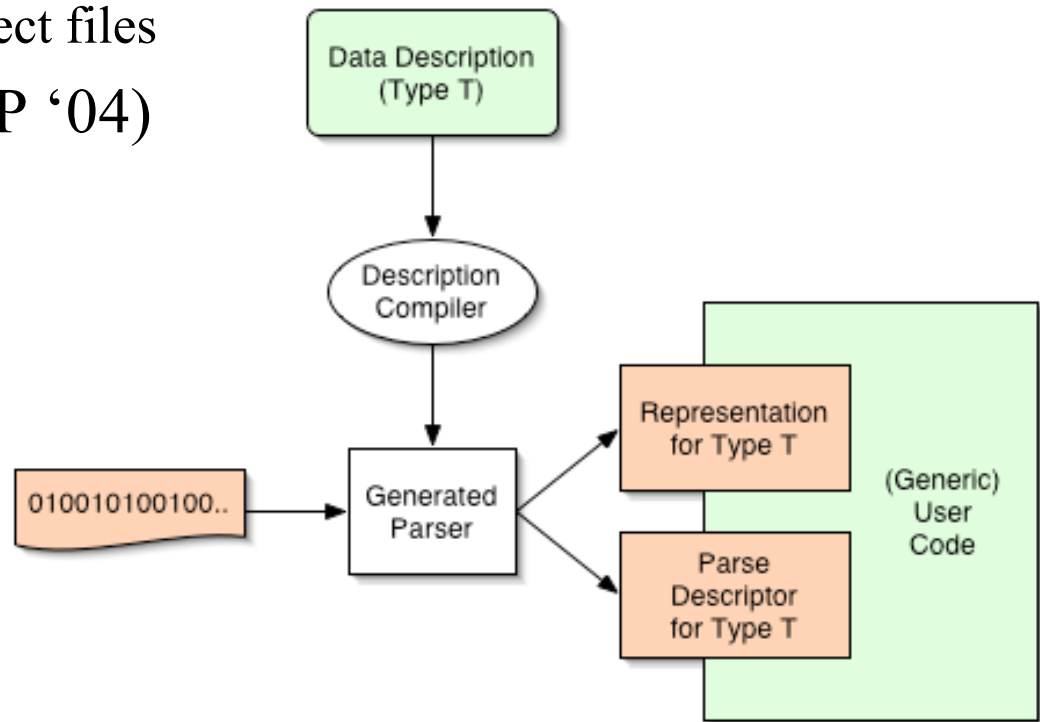 ect files
P ‘04)
Data Description
(Type T)
Description
Compiler
010010100100..
Generated
Parser
Representation
for Type T
Parse
Descriptor
for Type T
(Generic)
User
Code